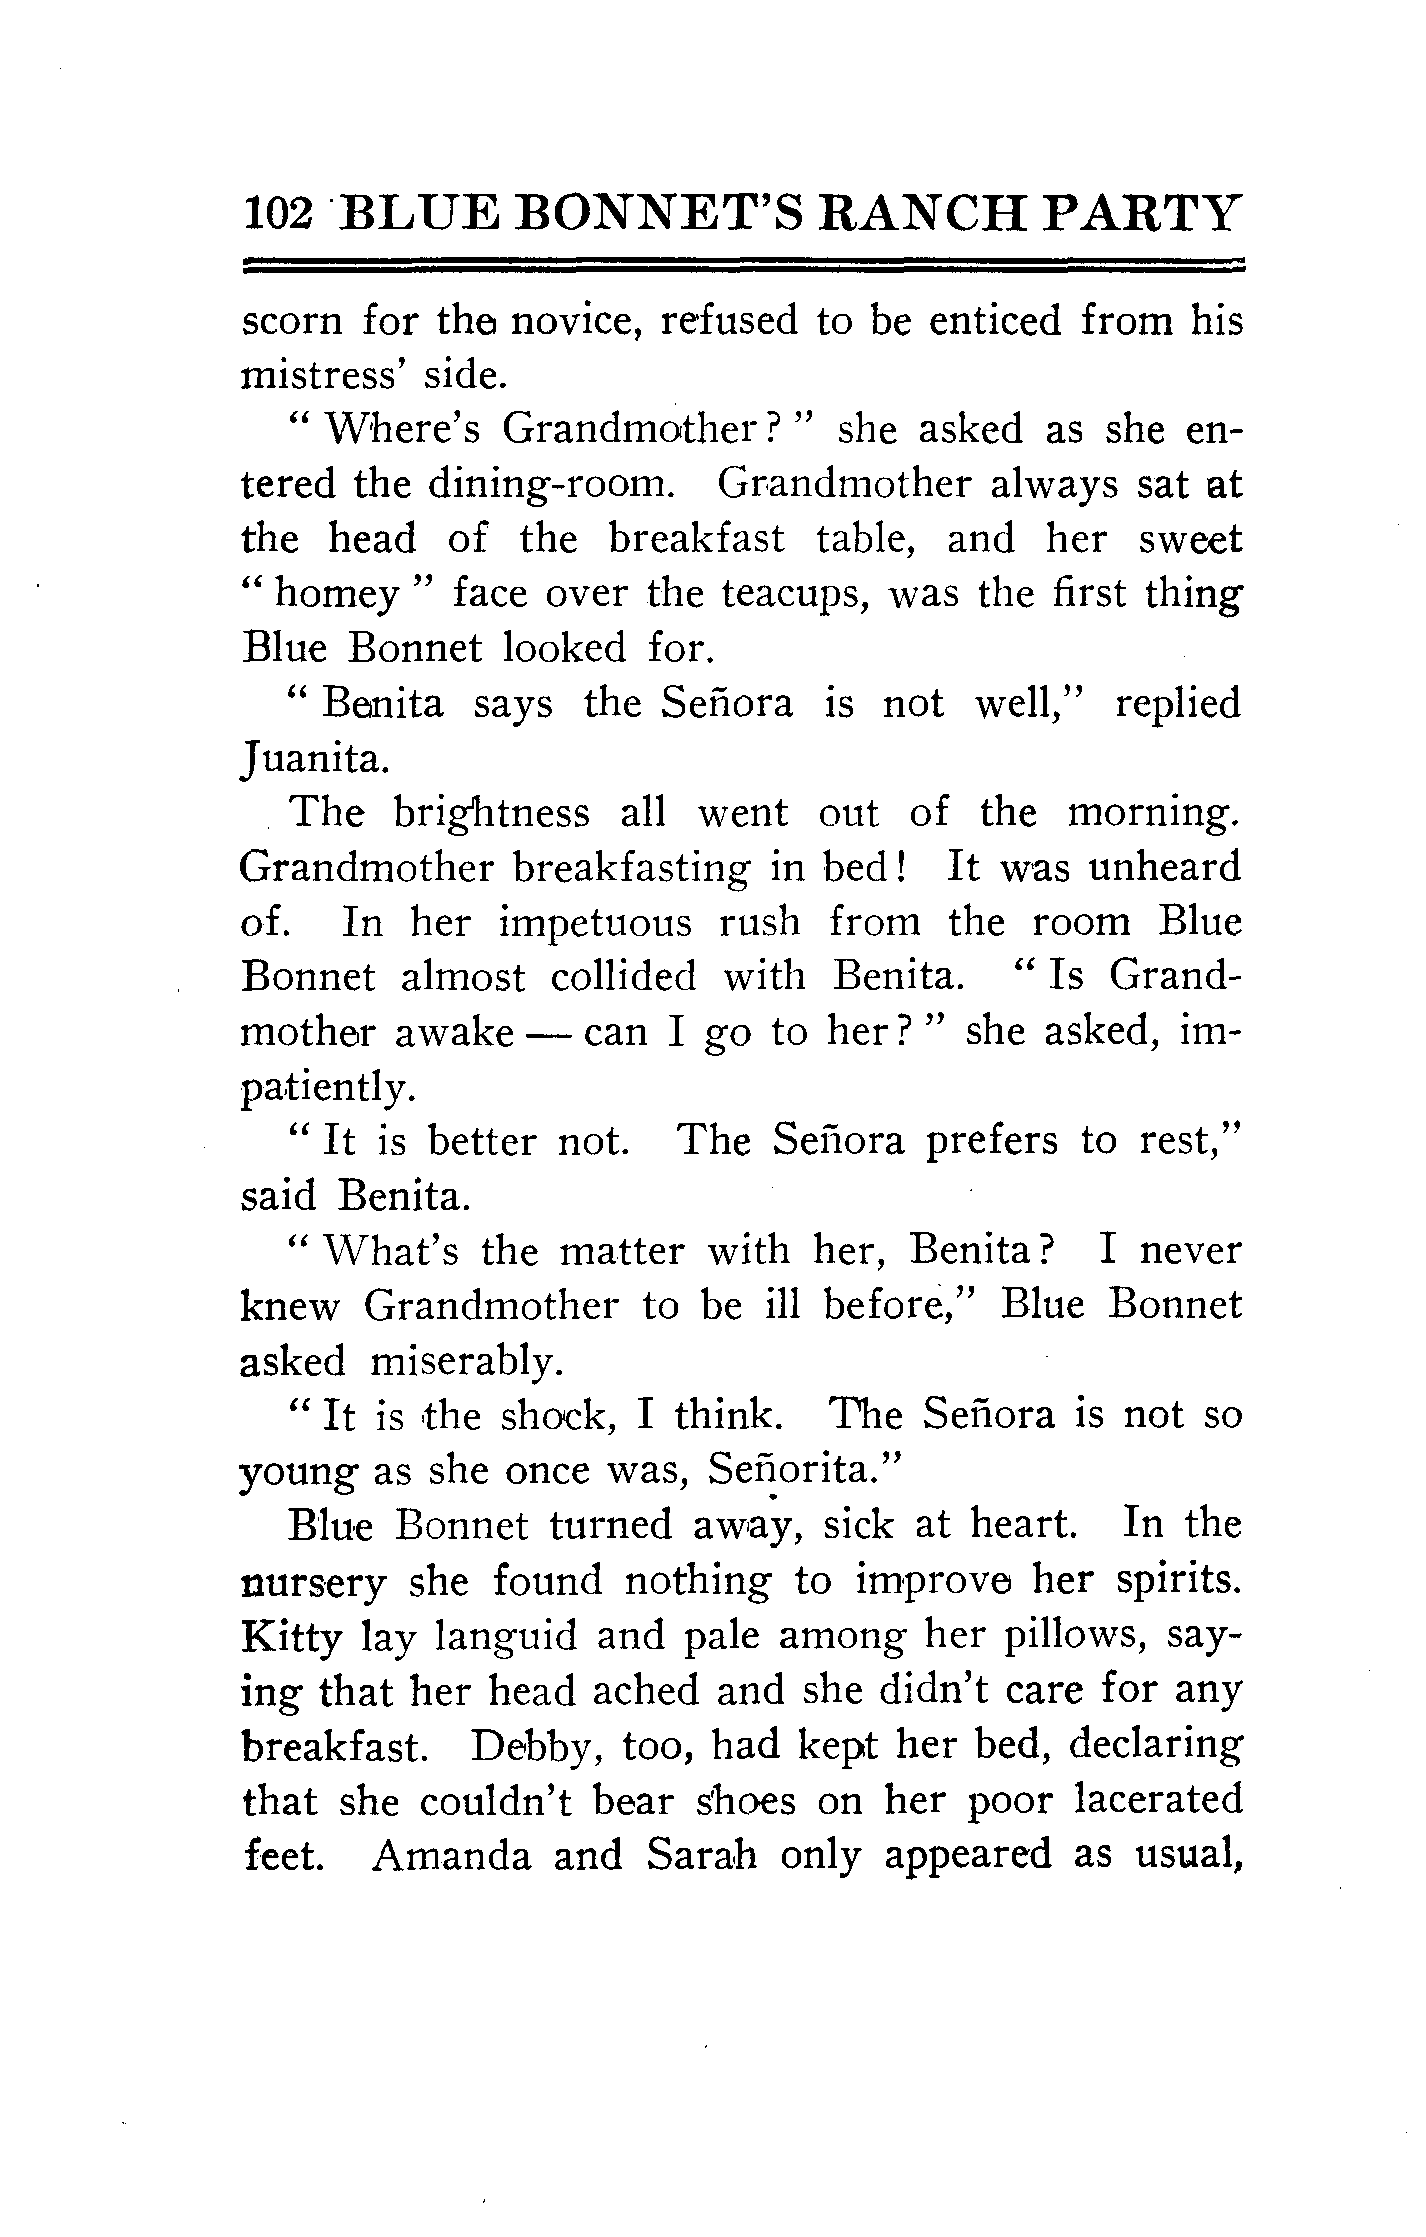 102 BLUE BONNET'S RANCH PARTY
scorn for the novice, refused to be enticed from his
mistress' side.
" Where's Grandmother? " she asked as she en-
tered the dining-room. Grandmother always sat at
the head of the breakfast table, and her sweet
" homey " face over the teacups, was the first thing
Blue Bonnet looked for.
" Benita says the Señora is not well," replied
Juanita.
The brightness all went out of the morning.
Grandmother breakfasting in bed! It was unheard
of. In her impetuous rush from the room Blue
Bonnet almost collided with Benita. " Is Grand-
mother awake — can I go to her? " she asked, im-
patiently.
" It is better not. The Señora prefers to rest,"
said Benita.
" What's the matter with her, Benita? I never
knew Grandmother to be ill before," Blue Bonnet
asked miserably.
" It is the shock, I think. The Señora is not so
young as she once was, Señorita."
Blue Bonnet turned away, sick at heart. In the
nursery she found nothing to improve her spirits.
Kitty lay languid and pale among her pillows, say-
ing that her head ached and she didn't care for any
breakfast. Debby, too, had kept her bed, declaring
that she couldn't bear shoes on her poor lacerated
feet. Amanda and Sarah only appeared as usual,